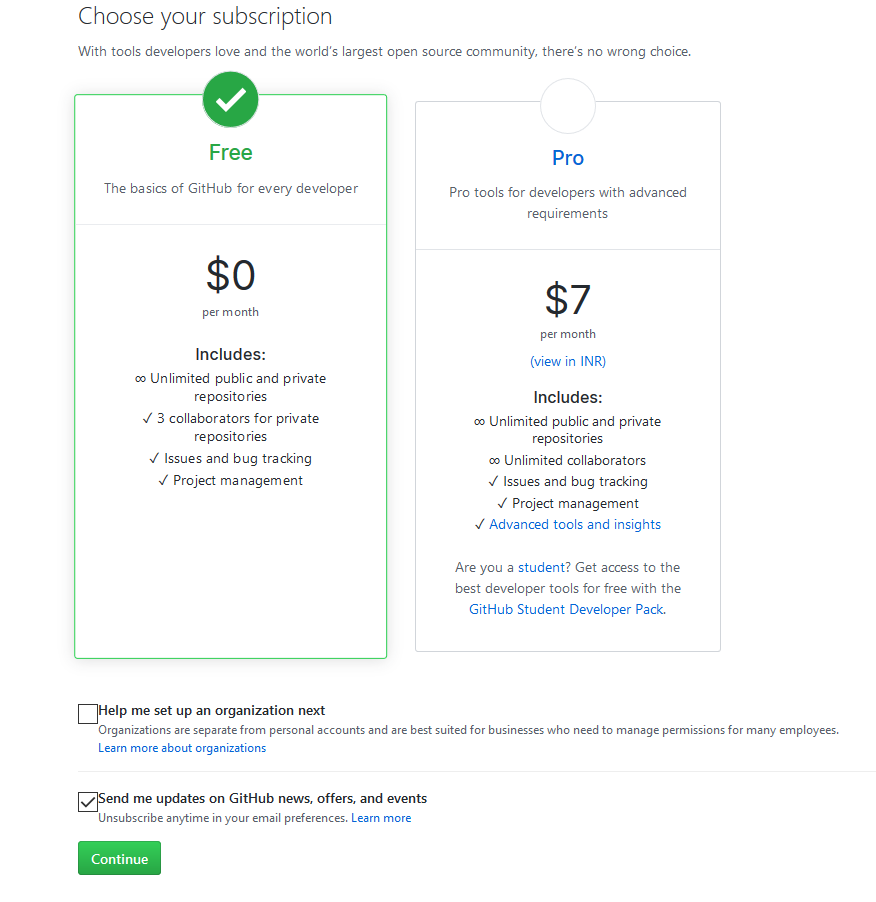 Choose your subscription
With tools developers love and the world's largest open source community, there's no wrong choice.
Free
The basics of GitHub for every developer
$0
per month
Includes:
∞ Unlimited public and private
repositories
✓ 3 collaborators for private
repositories
✓ Issues and bug tracking
✓ Project management
Pro
Pro tools for developers with advanced
requirements
$7
per month
(view in INR)
Includes:
∞ Unlimited public and private
repositories
∞ Unlimited collaborators
✓ Issues and bug tracking
✓ Project management
✓ Advanced tools and insights
Are you a student? Get access to the
best developer tools for free with the
GitHub Student Developer Pack.
Help me set up an organization next
Organizations are separate from personal accounts and are best suited for businesses who need to manage permissions for many employees.
Learn more about organizations
Send me updates on GitHub news, offers, and events
Unsubscribe anytime in your email preferences. Learn more
Continue